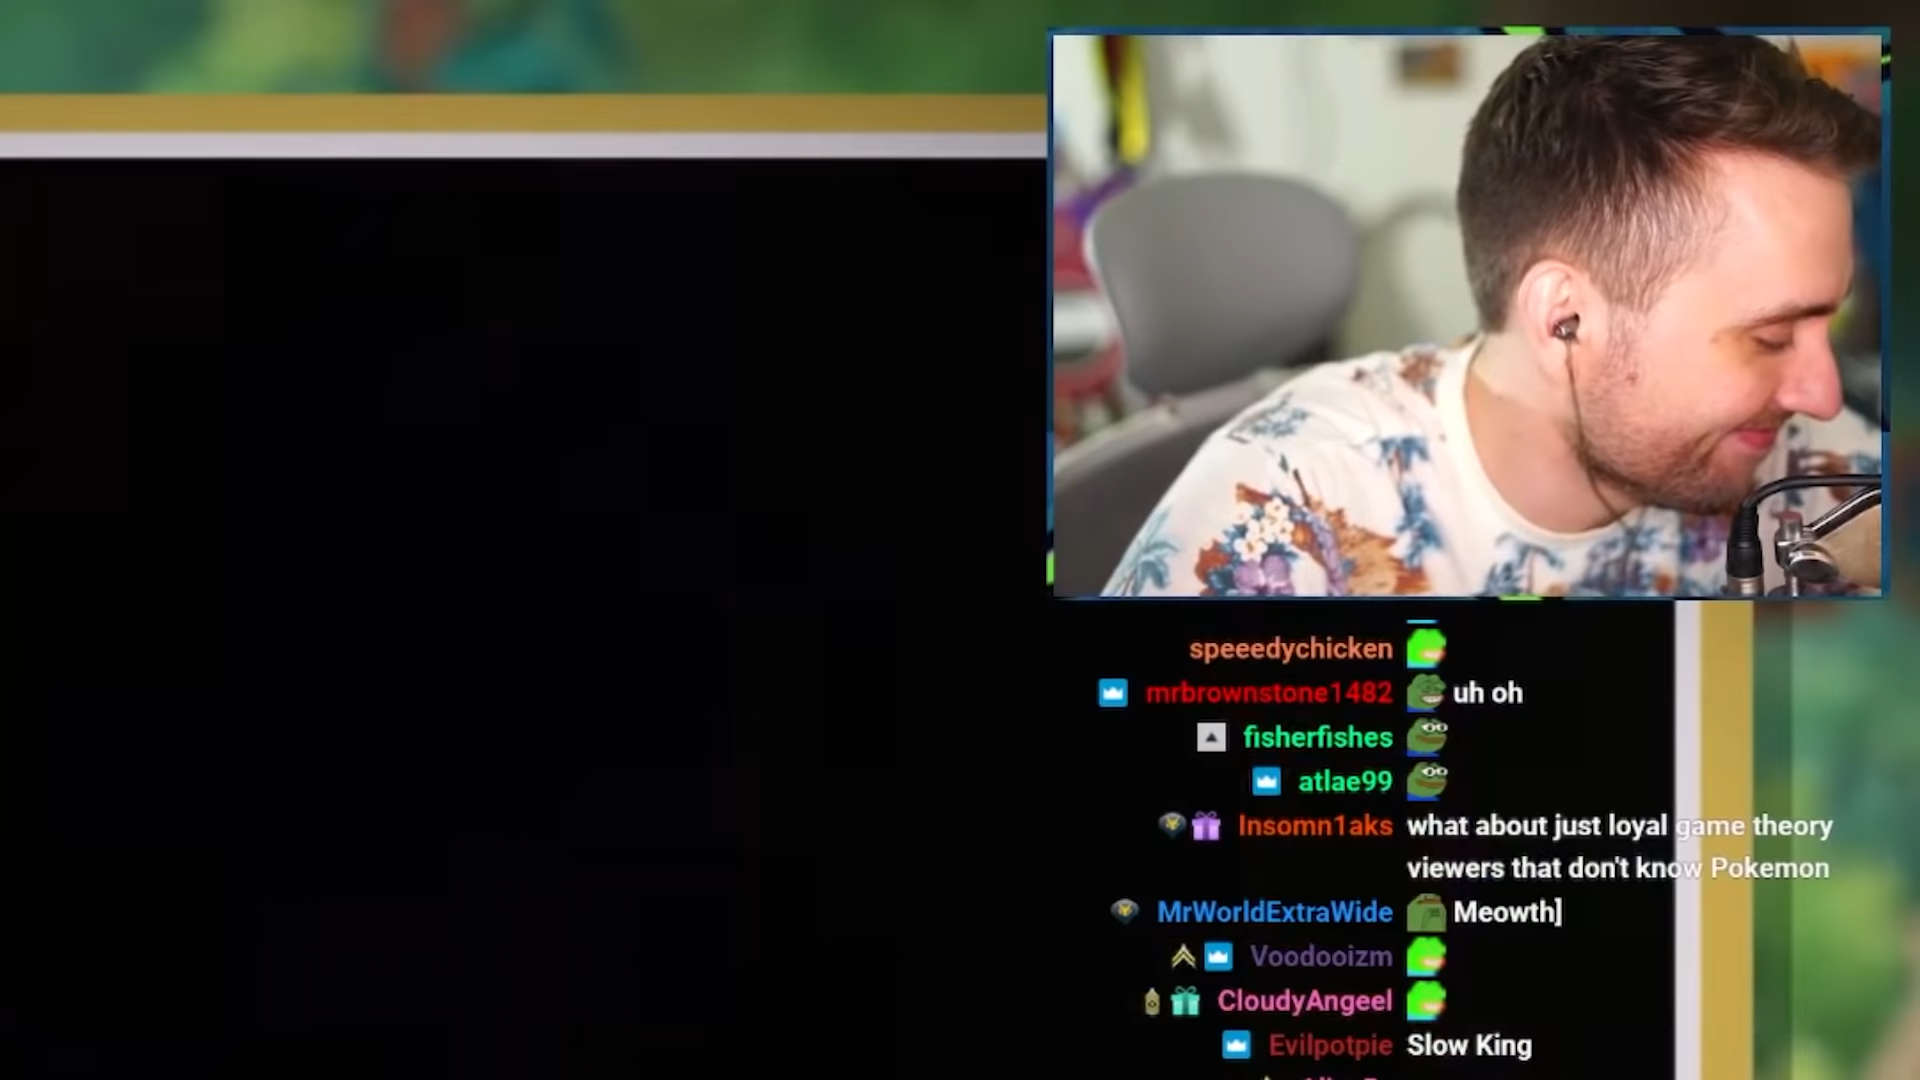 speeedychicken
mrbrownstone1482 uh oh
fisherfishes
atlae99
Insomn1aks what about just loyal game theory
viewers that don't know Pokemon
MrWorldExtraWide Meowth]
Voodooizm
CloudyAngeel
Evilpotpie Slow King